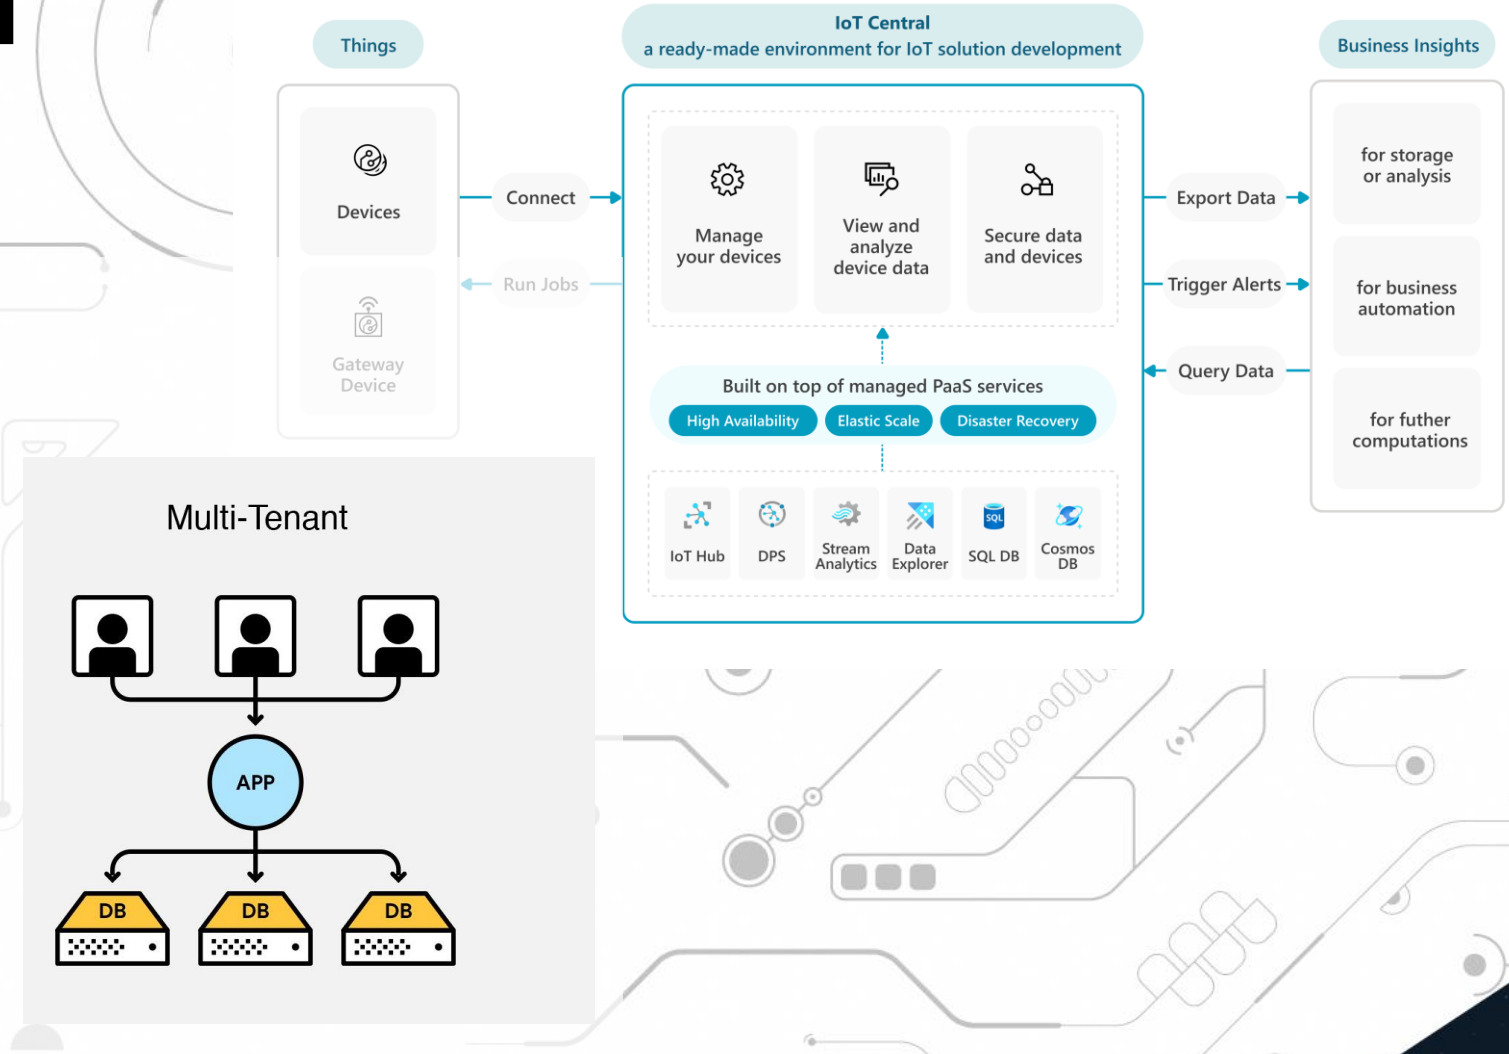 Things
IoT Central
a ready-made environment for IoT solution development
Business Insights
Devices
Gateway
Device
Connect
Run Jobs
Manage
your devices
View and
analyze
device data
Secure data
and devices
Built on top of managed PaaS services
High Availability
Elastic Scale
Disaster Recovery
IoT Hub
DPS
Stream
Analytics
Data
Explorer
SQL
SQL DB
Cosmos
DB
Export Data
Trigger Alerts
Query Data
for storage
or analysis
for business
automation
for futher
computations
Multi-Tenant
APP
DB
DB
DB